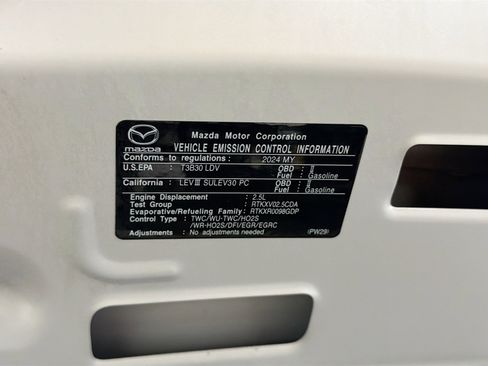 mazda
Mazda Motor Corporation
VEHICLE EMISSION CONTROL INFORMATION
Conforms to regulations : 2024 MY
U.S.EPA : T3B30 LDV OBD : II
Fuel : Gasoline
California : LEVⅢ SULEV30 PC OBD : II
Fuel : Gasoline
Engine Displacement : 2.5L
Test Group : RTKXV02.5CDA
Evaporative/Refueling Family : RTKXR0098GDP
Control Type : TWC/WU-TWC/HO2S
/WR-HO2S/DFI/EGR/EGRC
Adjustments : No adjustments needed (PW29)